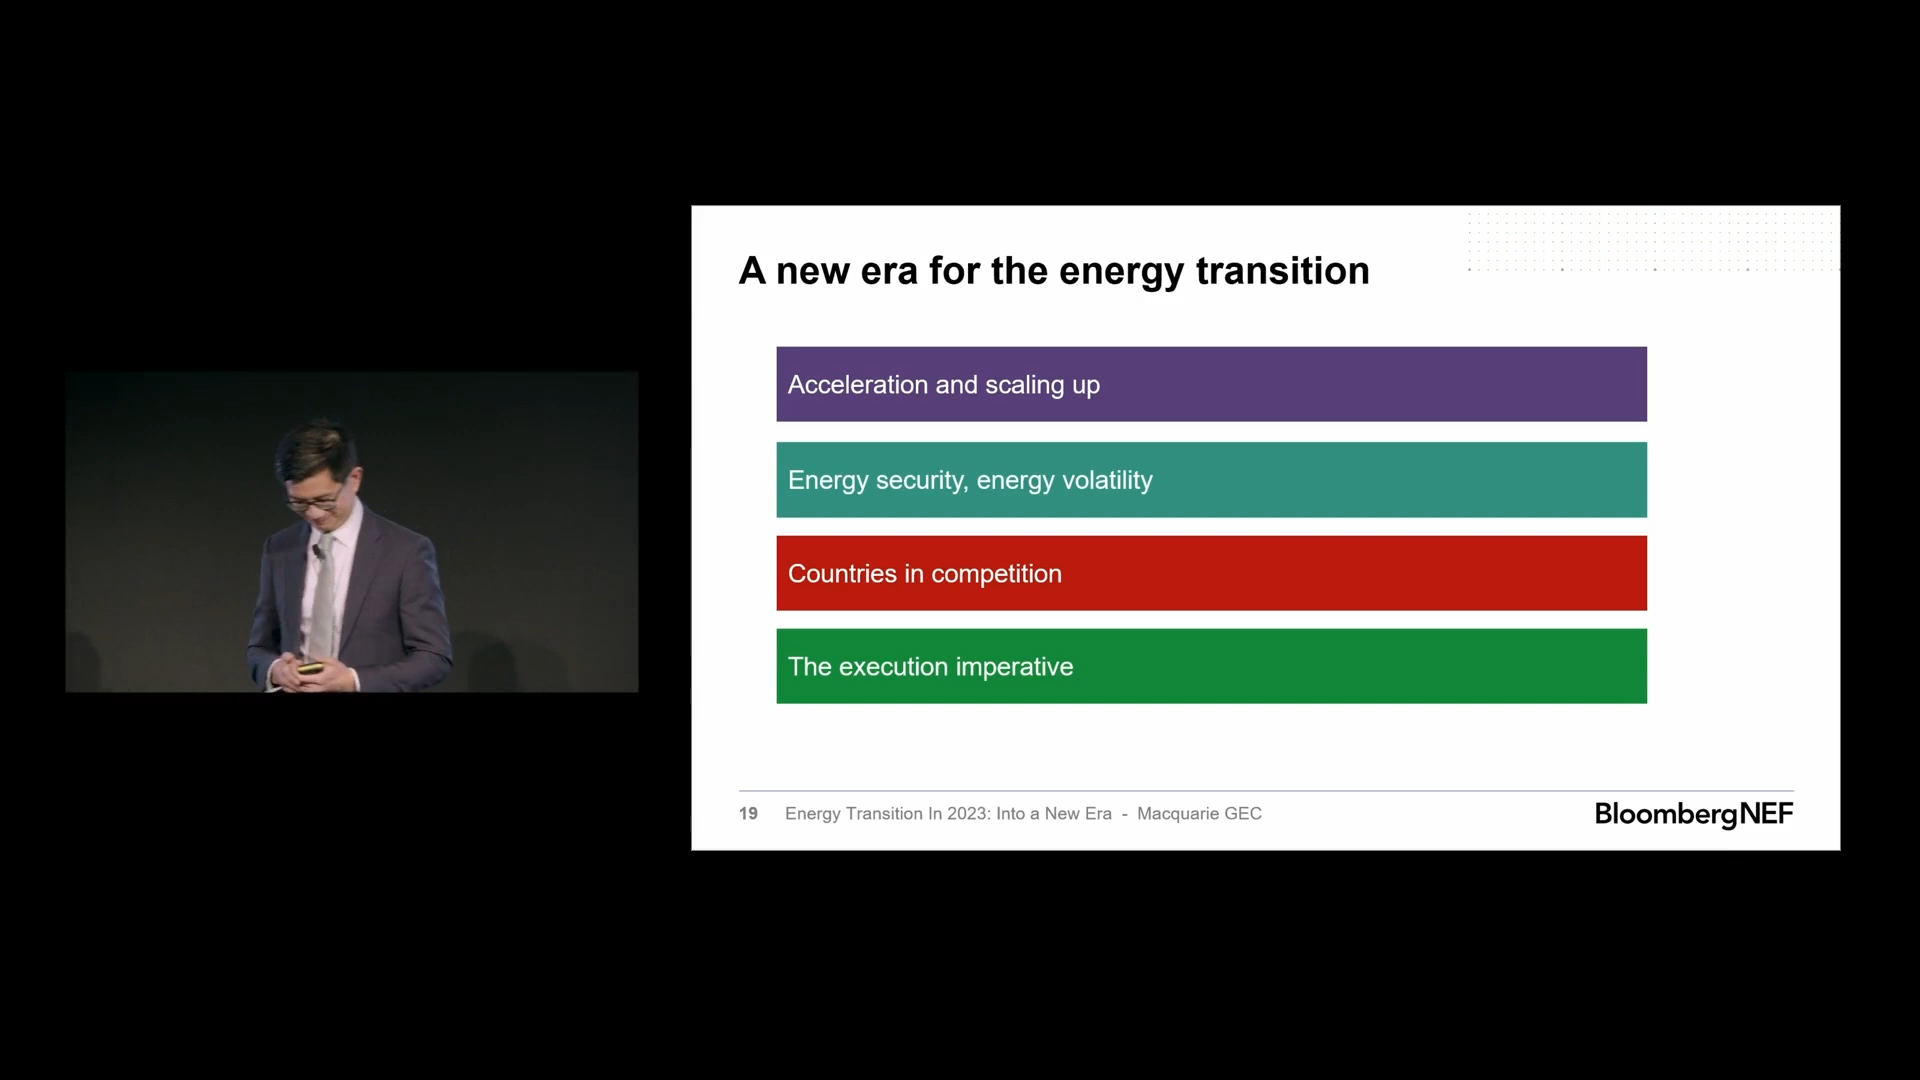 A new era for the energy transition
Acceleration and scaling up
Energy security, energy volatility
Countries in competition
The execution imperative
19 Energy Transition In 2023: Into a New Era - Macquarie GEC
BloombergNEF